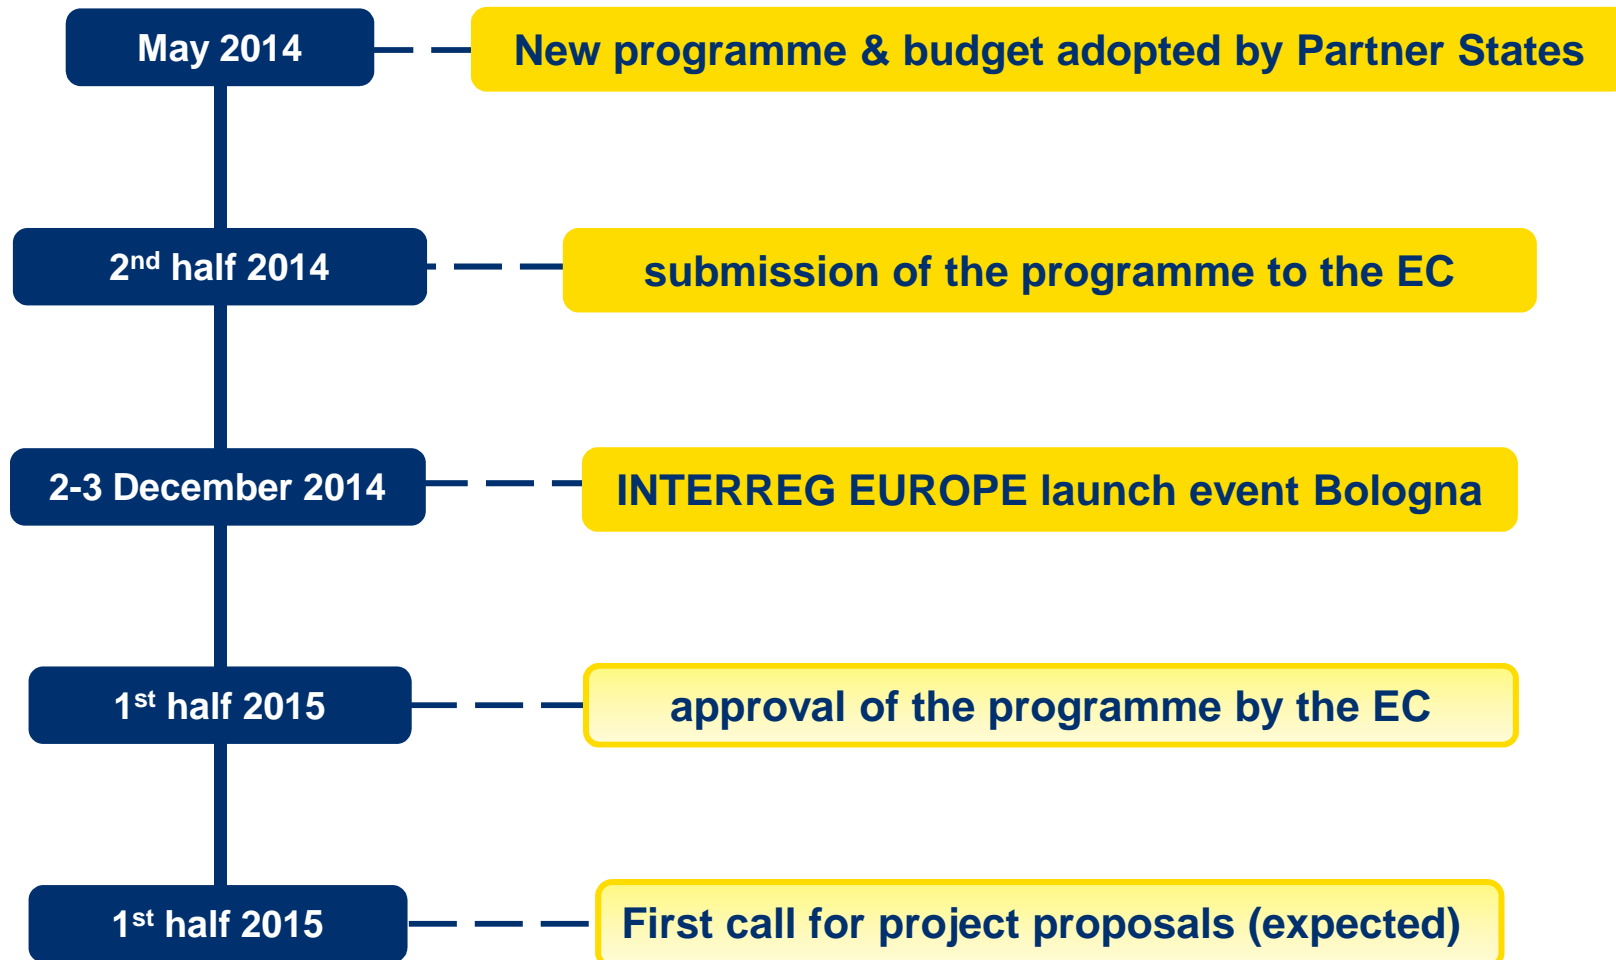 May 2014
New programme & budget adopted by Partner States
2nd half 2014
submission of the programme to the EC
2-3 December 2014
INTERREG EUROPE launch event Bologna
1st half 2015
approval of the programme by the EC
1st half 2015
First call for project proposals (expected)